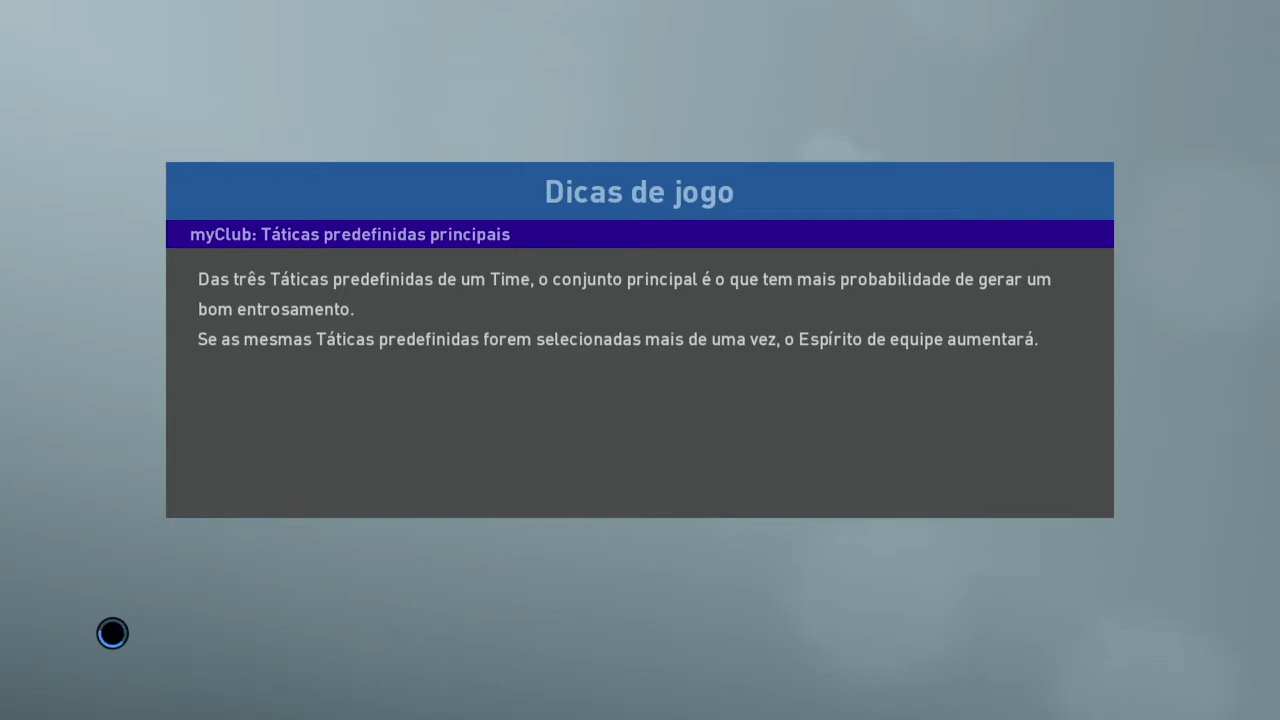 Dicas de jogo
myClub: Táticas predefinidas principais
Das três Táticas predefinidas de um Time, o conjunto principal é o que tem mais probabilidade de gerar um
bom entrosamento.
Se as mesmas Táticas predefinidas forem selecionadas mais de uma vez, o Espírito de equipe aumentará.